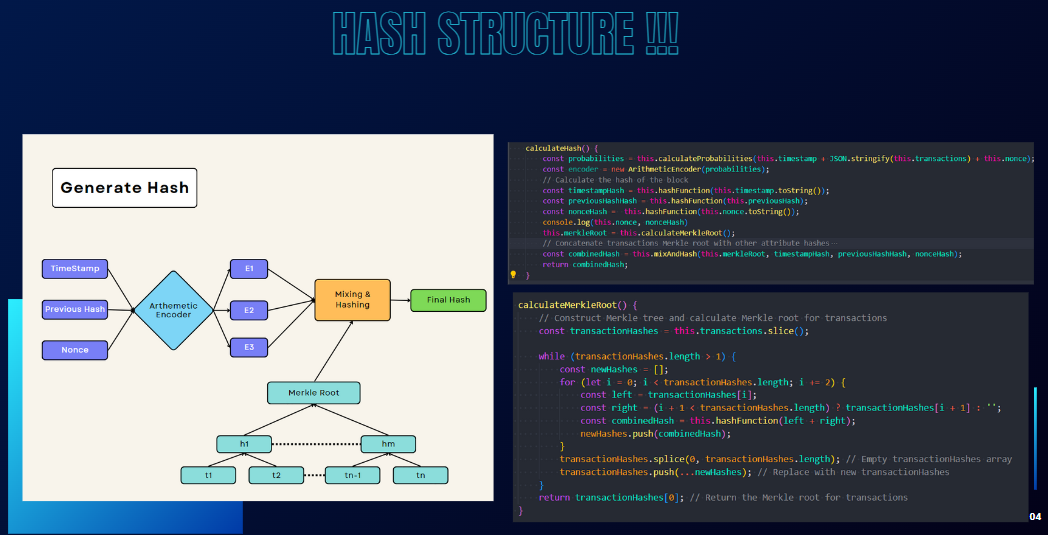 HASH STRUCTURE !!!
Generate Hash
TimeStamp
Previous Hash
Nonce
Arthemetic
Encoder
E1
E2
E3
Mixing &
Hashing
Final Hash
Merkle Root
h1
hm
t1
t2
tn-1
tn
calculateHash() {
const probabilities = this.calculateProbabilities(this.timestamp + JSON.stringify(this.transactions) + this.nonce);
const encoder = new ArithmeticEncoder(probabilities);
// Calculate the hash of the block
const timestampHash = this.hashFunction(this.timestamp.toString());
const previousHashHash = this.hashFunction(this.previousHash);
const nonceHash = this.hashFunction(this.nonce.toString());
console.log(this.nonce, nonceHash)
this.merkleRoot = this.calculateMerkleRoot();
// Concatenate transactions Merkle root with other attribute hashes
const combinedHash = this.mixAndHash(this.merkleRoot, timestampHash, previousHashHash, nonceHash);
return combinedHash;
}
calculateMerkleRoot() {
// Construct Merkle tree and calculate Merkle root for transactions
const transactionHashes = this.transactions.slice();
while (transactionHashes.length > 1) {
const newHashes = [];
for (let i = 0; i < transactionHashes.length; i += 2) {
const left = transactionHashes[i];
const right = (i + 1 < transactionHashes.length) ? transactionHashes[i + 1] : '';
const combinedHash = this.hashFunction(left + right);
newHashes.push(combinedHash);
}
transactionHashes.splice(0, transactionHashes.length); // Empty transactionHashes array
transactionHashes.push(...newHashes); // Replace with new transactionHashes
}
return transactionHashes[0]; // Return the Merkle root for transactions
}
04